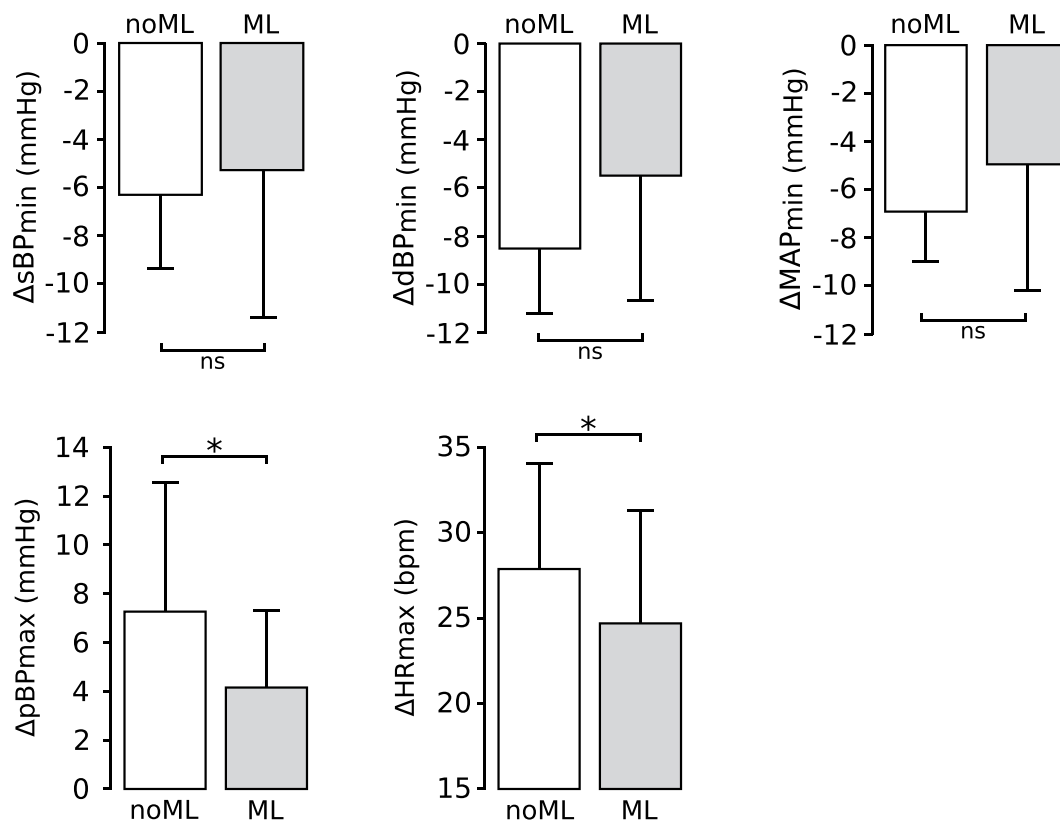 noML ML
ΔsBPmin (mmHg)
0
-2
-4
-6
-8
-10
-12
ns
noML ML
ΔdBPmin (mmHg)
0
-2
-4
-6
-8
-10
-12
ns
noML ML
ΔMAPmin (mmHg)
0
-2
-4
-6
-8
-10
-12
ns
ΔpBPmax (mmHg)
14
12
10
8
6
4
2
0
*
noML ML
ΔHRmax (bpm)
35
30
25
20
15
*
noML ML